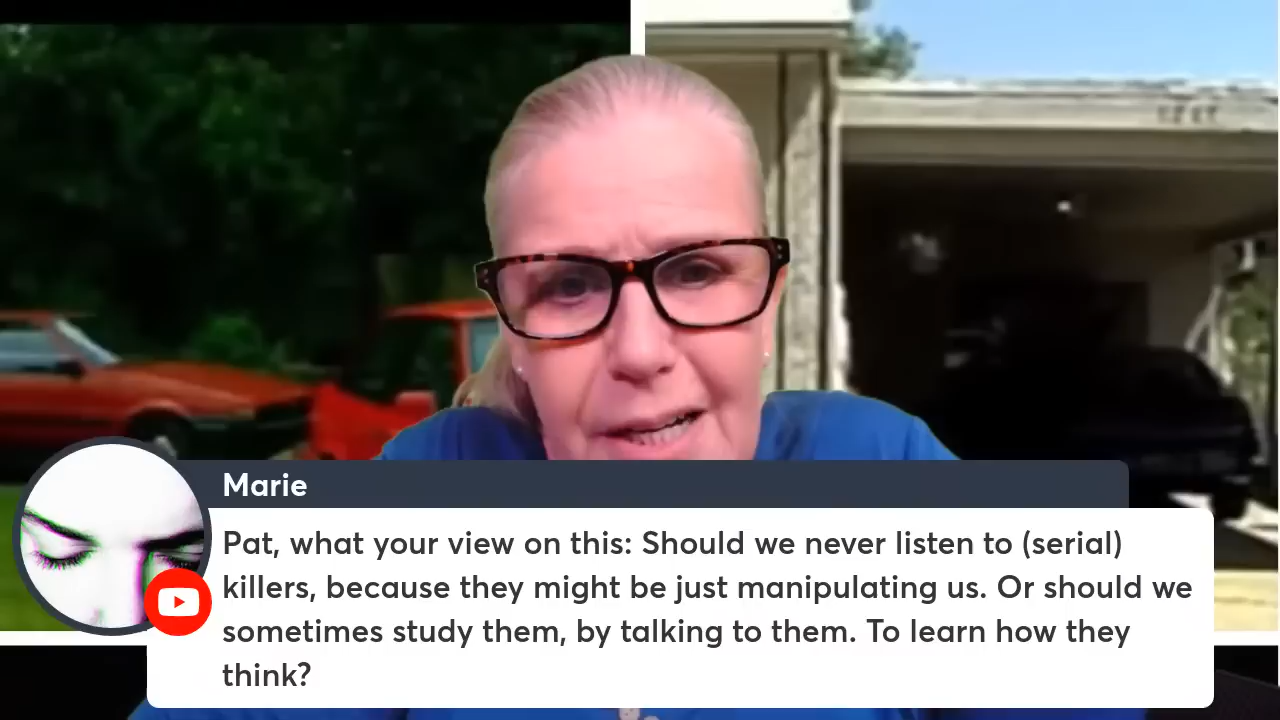 Marie
Pat, what your view on this: Should we never listen to (serial)
killers, because they might be just manipulating us. Or should we
sometimes study them, by talking to them. To learn how they
think?